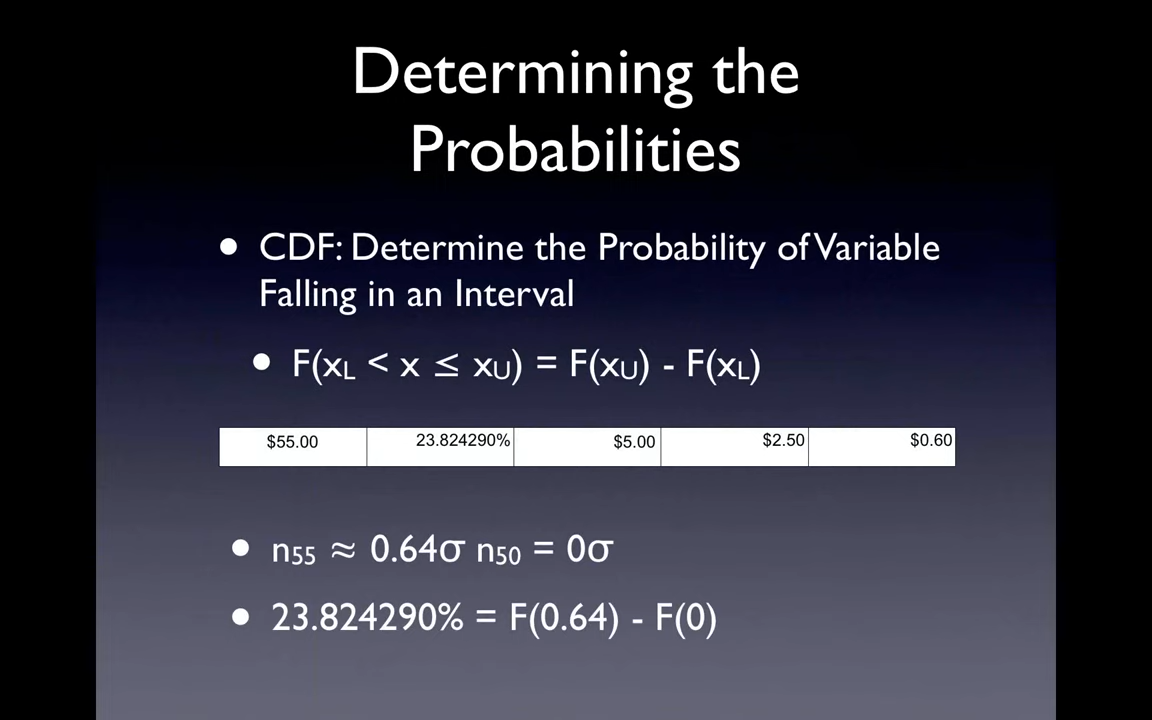 Determining the
Probabilities
• CDF: Determine the Probability of Variable
Falling in an Interval
• F(xL < x ≤ xU) = F(xU) - F(xL)
$55.00 23.824290% $5.00 $2.50 $0.60
• n55 ≈ 0.64σ n50 = 0σ
• 23.824290% = F(0.64) - F(0)